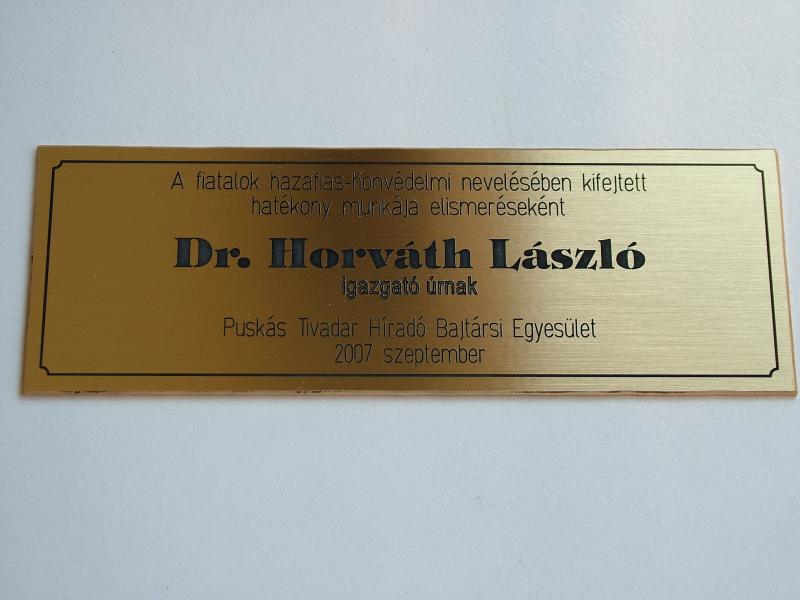 A fiatalok hazafias-honvédelmi nevelésében kifejtett
hatékony munkája elismeréseként
Dr. Horváth László
igazgató úrnak
Puskás Tivadar Híradó Bajtársi Egyesület
2007 szeptember